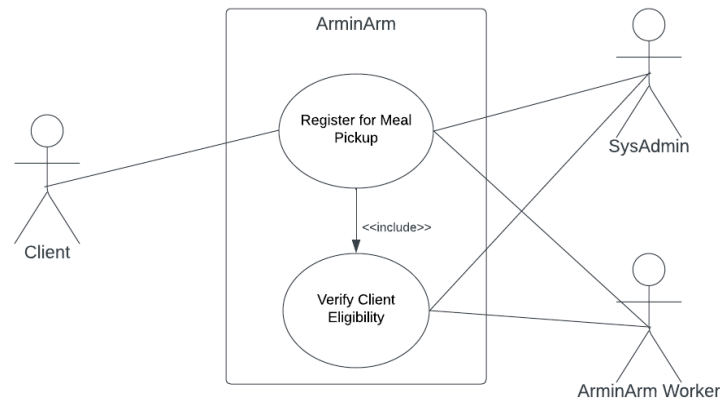 ArminArm
Register for Meal
Pickup
SysAdmin
<<include>>
Client
Verify Client
Eligibility
ArminArm Worker